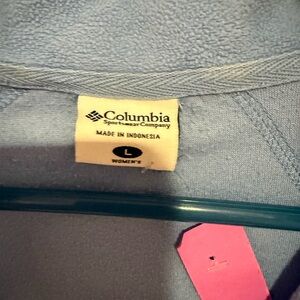 Columbia
Sportswear Company
MADE IN INDONESIA
L
WOMEN'S